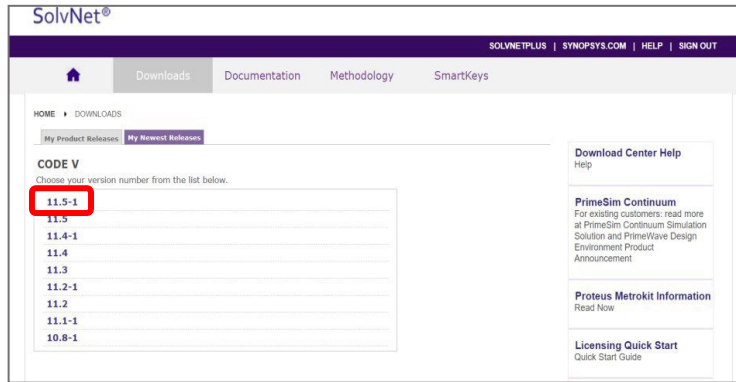 SolvNet®
SOLVNETPLUS | SYNOPSYS.COM | HELP | SIGN OUT
Downloads Documentation Methodology SmartKeys
HOME DOWNLOADS
My Product Releases My Newest Releases
CODE V
Choose your version number from the list below.
11.5-1
11.5
11.4-1
11.4
11.3
11.2-1
11.2
11.1-1
10.8-1
Download Center Help
Help
PrimeSim Continuum
For existing customers: read more
at PrimeSim Continuum Simulation
Solution and PrimeWave Design
Environment Product
Announcement
Proteus Metrokit Information
Read Now
Licensing Quick Start
Quick Start Guide